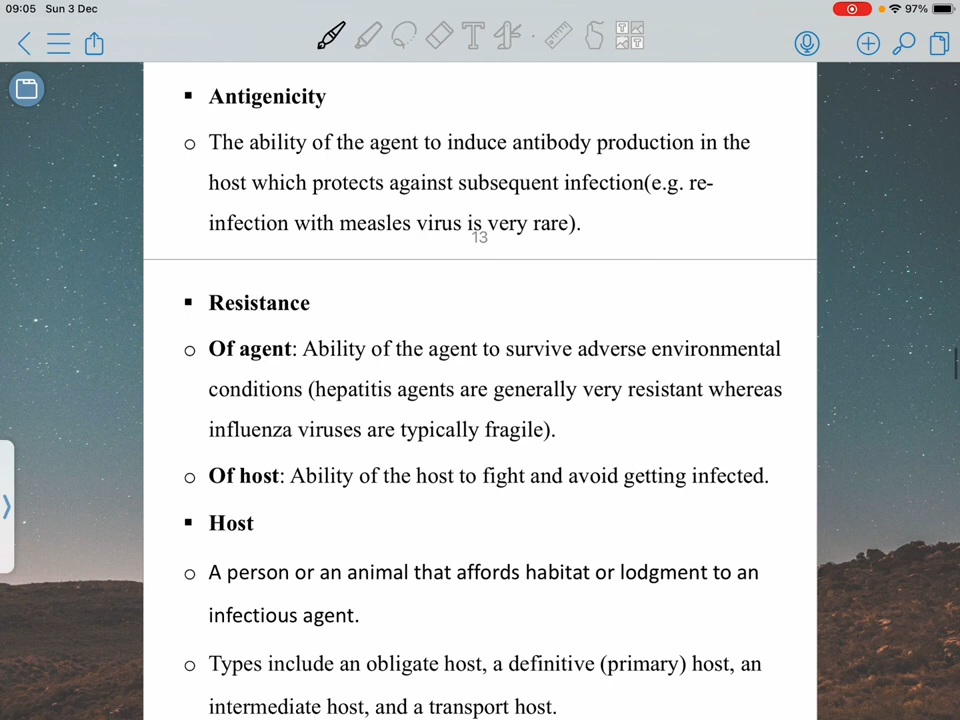 09:05 Sun 3 Dec 97%
▪ Antigenicity
o The ability of the agent to induce antibody production in the
host which protects against subsequent infection(e.g. re-
infection with measles virus is very rare).
13
▪ Resistance
o Of agent: Ability of the agent to survive adverse environmental
conditions (hepatitis agents are generally very resistant whereas
influenza viruses are typically fragile).
o Of host: Ability of the host to fight and avoid getting infected.
▪ Host
o A person or an animal that affords habitat or lodgment to an
infectious agent.
o Types include an obligate host, a definitive (primary) host, an
intermediate host, and a transport host.